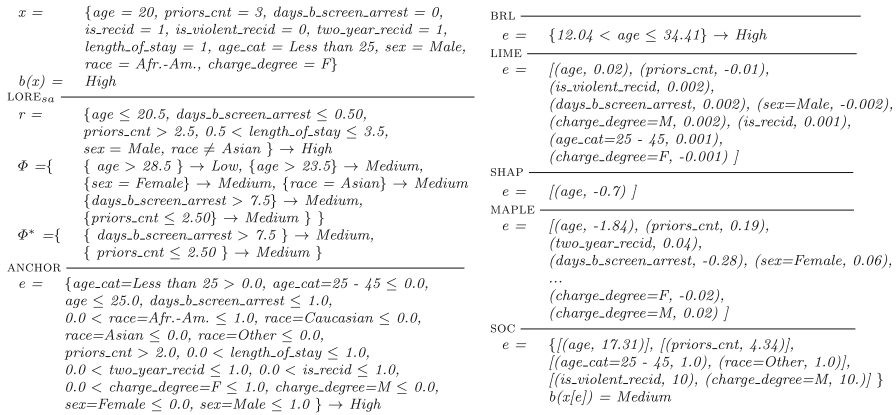 x = {age = 20, priors_cnt = 3, days_b_screen_arrest = 0,
is_recid = 1, is_violent_recid = 0, two_year_recid = 1,
length_of_stay = 1, age_cat = Less than 25, sex = Male,
race = Afr.-Am., charge_degree = F}
b(x) = High
LOREsa
r = {age ≤ 20.5, days_b_screen_arrest ≤ 0.50,
priors_cnt > 2.5, 0.5 < length_of_stay ≤ 3.5,
sex = Male, race ≠ Asian } → High
Φ ={ { age > 28.5 } → Low, {age > 23.5} → Medium,
{sex = Female} → Medium, {race = Asian} → Medium
{days_b_screen_arrest > 7.5} → Medium,
{priors_cnt ≤ 2.50} → Medium } }
Φ* ={ { days_b_screen_arrest > 7.5 } → Medium,
{ priors_cnt ≤ 2.50 } → Medium }
ANCHOR
e = {age_cat=Less than 25 > 0.0, age_cat=25 - 45 ≤ 0.0,
age ≤ 25.0, days_b_screen_arrest ≤ 1.0,
0.0 < race=Afr.-Am. ≤ 1.0, race=Caucasian ≤ 0.0,
race=Asian ≤ 0.0, race=Other ≤ 0.0,
priors_cnt > 2.0, 0.0 < length_of_stay ≤ 1.0,
0.0 < two_year_recid ≤ 1.0, 0.0 < is_recid ≤ 1.0,
0.0 < charge_degree=F ≤ 1.0, charge_degree=M ≤ 0.0,
sex=Female ≤ 0.0, sex=Male ≤ 1.0 } → High
BRL
e = {12.04 < age ≤ 34.41} → High
LIME
e = [(age, 0.02), (priors_cnt, -0.01),
(is_violent_recid, 0.002),
(days_b_screen_arrest, 0.002), (sex=Male, -0.002),
(charge_degree=M, 0.002), (is_recid, 0.001),
(age_cat=25 - 45, 0.001),
(charge_degree=F, -0.001) ]
SHAP
e = [(age, -0.7) ]
MAPLE
e = [(age, -1.84), (priors_cnt, 0.19),
(two_year_recid, 0.04),
(days_b_screen_arrest, -0.28), (sex=Female, 0.06),
...
(charge_degree=F, -0.02),
(charge_degree=M, 0.02) ]
SOC
e = {[(age, 17.31)], [(priors_cnt, 4.34)],
[(age_cat=25 - 45, 1.0), (race=Other, 1.0)],
[(is_violent_recid, 10), (charge_degree=M, 10.)] }
b(x[e]) = Medium